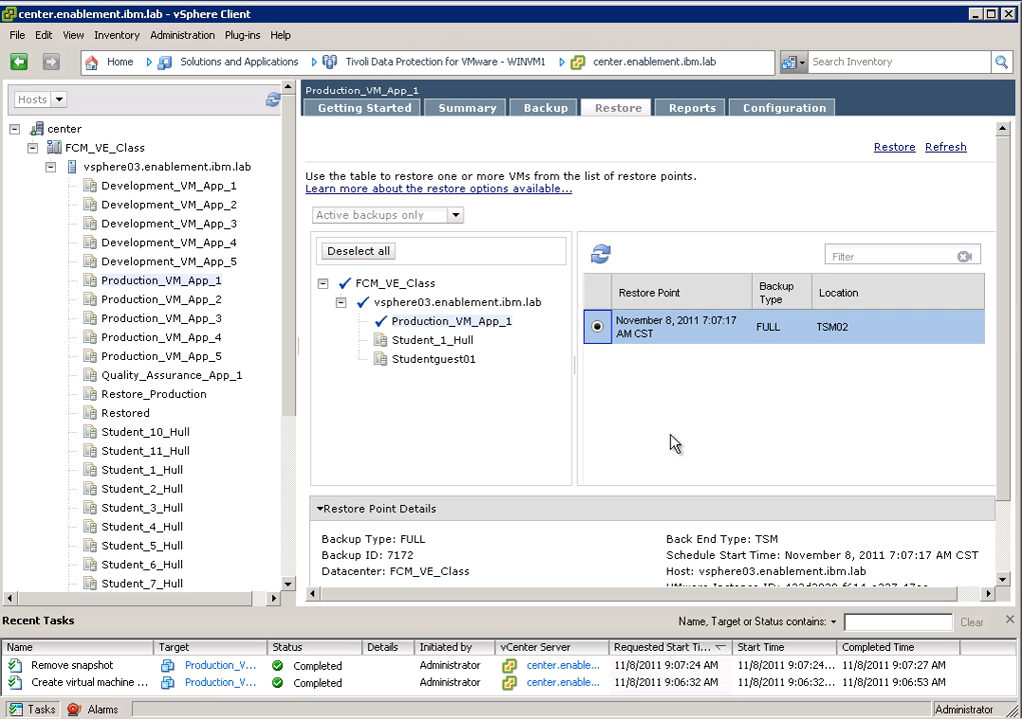 center.enablement.ibm.lab - vSphere Client
File Edit View Inventory Administration Plug-ins Help
Home Solutions and Applications Tivoli Data Protection for VMware - WINVM1 center.enablement.ibm.lab Search Inventory
Hosts
center
FCM_VE_Class
vsphere03.enablement.ibm.lab
Development_VM_App_1
Development_VM_App_2
Development_VM_App_3
Development_VM_App_4
Development_VM_App_5
Production_VM_App_1
Production_VM_App_2
Production_VM_App_3
Production_VM_App_4
Production_VM_App_5
Quality_Assurance_App_1
Restore_Production
Restored
Student_10_Hull
Student_11_Hull
Student_1_Hull
Student_2_Hull
Student_3_Hull
Student_4_Hull
Student_5_Hull
Student_6_Hull
Student_7_Hull
Production_VM_App_1
Getting Started Summary Backup Restore Reports Configuration
Restore Refresh
Use the table to restore one or more VMs from the list of restore points.
Learn more about the restore options available...
Active backups only
Deselect all
FCM_VE_Class
vsphere03.enablement.ibm.lab
Production_VM_App_1
Student_1_Hull
Studentguest01
Filter
Restore Point Backup Type Location
November 8, 2011 7:07:17 AM CST FULL TSM02
Restore Point Details
Backup Type: FULL
Backup ID: 7172
Datacenter: FCM_VE_Class
Back End Type: TSM
Schedule Start Time: November 8, 2011 7:07:17 AM CST
Host: vsphere03.enablement.ibm.lab
Recent Tasks
Name, Target or Status contains: Clear
Name Target Status Details Initiated by vCenter Server Requested Start Ti... Start Time Completed Time
Remove snapshot Production_V... Completed Administrator center.enable... 11/8/2011 9:07:24 AM 11/8/2011 9:07:24... 11/8/2011 9:07:27 AM
Create virtual machine ... Production_V... Completed Administrator center.enable... 11/8/2011 9:06:32 AM 11/8/2011 9:06:32... 11/8/2011 9:06:53 AM
Tasks Alarms Administrator